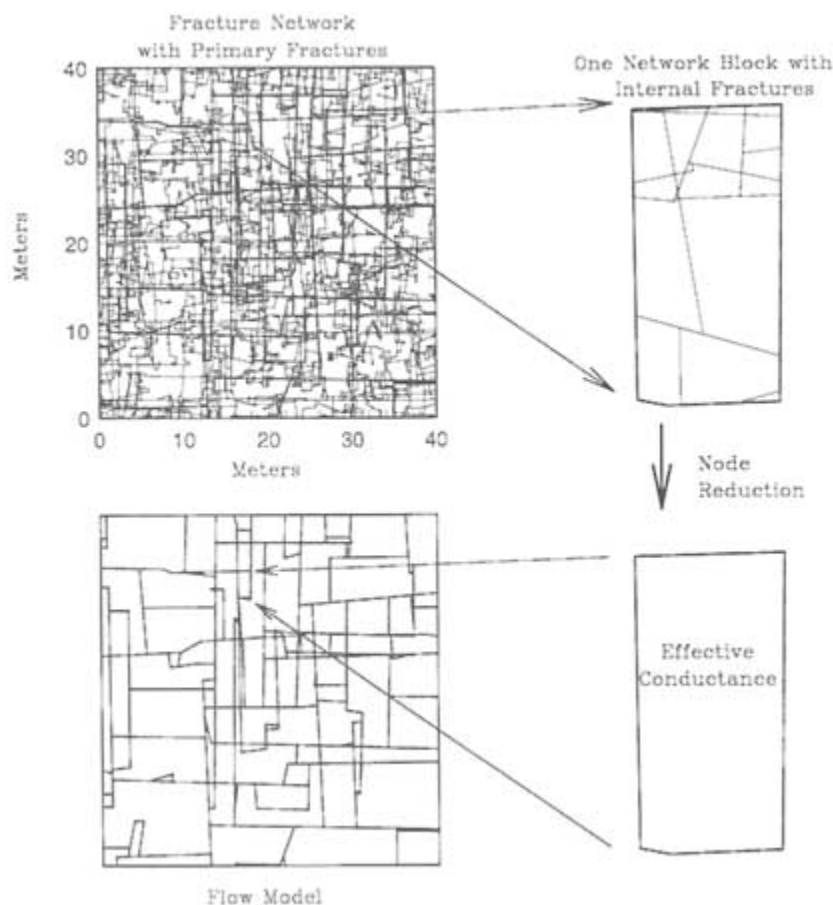 Fracture Network
with Primary Fractures
One Network Block with
Internal Fractures
40
30
20
10
0
Meters
0 10 20 30 40
Meters
Node
Reduction
Effective
Conductance
Flow Model